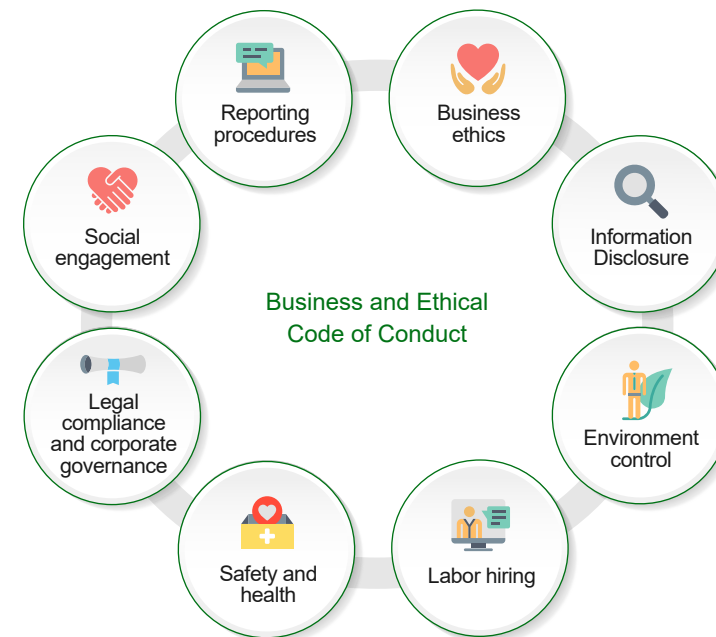 Reporting
procedures
Business
ethics
Social
engagement
Information
Disclosure
Business and Ethical
Code of Conduct
Legal
compliance
and corporate
governance
Environment
control
Safety and
health
Labor hiring